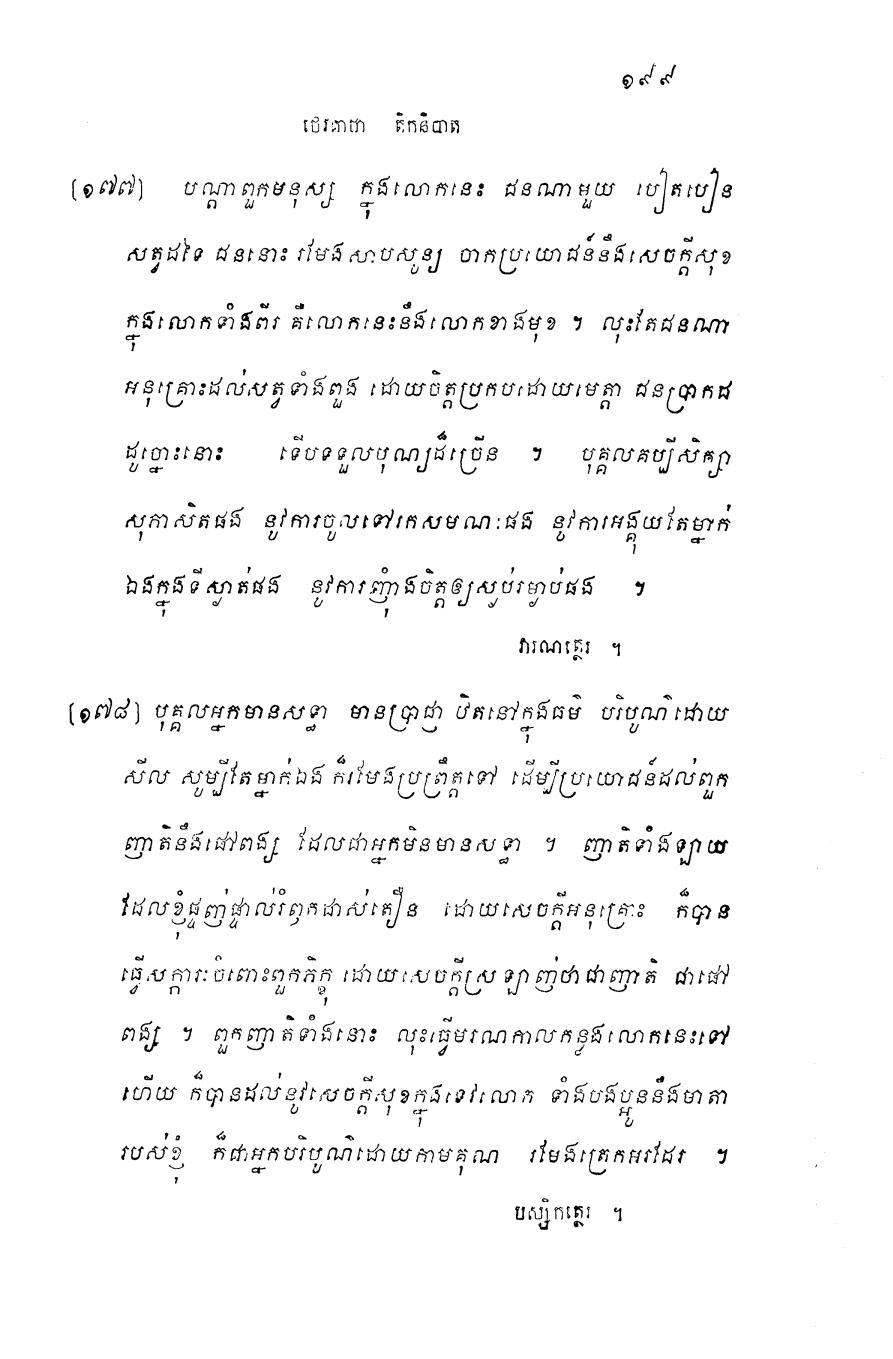 ១៩៩
ថេរគាថា តិកនិបាត
(១៧៧) បណ្ដាពួកមនុស្ស ក្នុងលោកនេះ ជនណាមួយ បៀតបៀន
សត្វដទៃ ជននោះ រមែងសាបសូន្យ ចាកប្រយោជន៍នឹងសេចក្ដីសុខ
ក្នុងលោកទាំងពីរ គឺលោកនេះនឹងលោកខាងមុខ ។ លុះតែជនណា
អនុគ្រោះដល់សត្វទាំងពួង ដោយចិត្តប្រកបដោយមេត្តា ជនប្រាកដ
ដូច្នោះនោះ ទើបទទួលបុណ្យដ៏ច្រើន ។ បុគ្គលគប្បីសិក្សា
សុភាសិតផង នូវការចូលទៅរកសមណៈផង នូវការអង្គុយតែម្នាក់
ឯងក្នុងទីស្ងាត់ផង នូវការញុំាងចិត្តឲ្យស្ងប់រម្ងាប់ផង ។
វារណត្ថេរ ។
(១៧៨) បុគ្គលអ្នកមានសទ្ធា មានប្រាជ្ញា ឋិតនៅក្នុងធម៌ បរិបូណ៌ដោយ
សីល សូម្បីតែម្នាក់ឯង ក៏រមែងប្រព្រឹត្តទៅ ដើម្បីប្រយោជន៍ដល់ពួក
ញាតិនឹងផៅពង្ស ដែលជាអ្នកមិនមានសទ្ធា ។ ញាតិទាំងឡាយ
ដែលខ្ញុំផ្ចុញផ្ចាល់រំឭកដាស់តឿន ដោយសេចក្ដីអនុគ្រោះ ក៏បាន
ធ្វើសក្ការៈចំពោះពួកភិក្ខុ ដោយសេចក្ដីស្រឡាញ់ថាជាញាតិ ជាផៅ
ពង្ស ។ ពួកញាតិទាំងនោះ លុះធ្វើមរណកាលកន្លងលោកនេះទៅ
ហើយ ក៏បានដល់នូវសេចក្ដីសុខក្នុងទេវលោក ទាំងបងប្អូននឹងមាតា
របស់ខ្ញុំ ក៏ជាអ្នកបរិបូណ៌ដោយកាមគុណ រមែងត្រេកអរដែរ ។
បស្សិកត្ថេរ ។